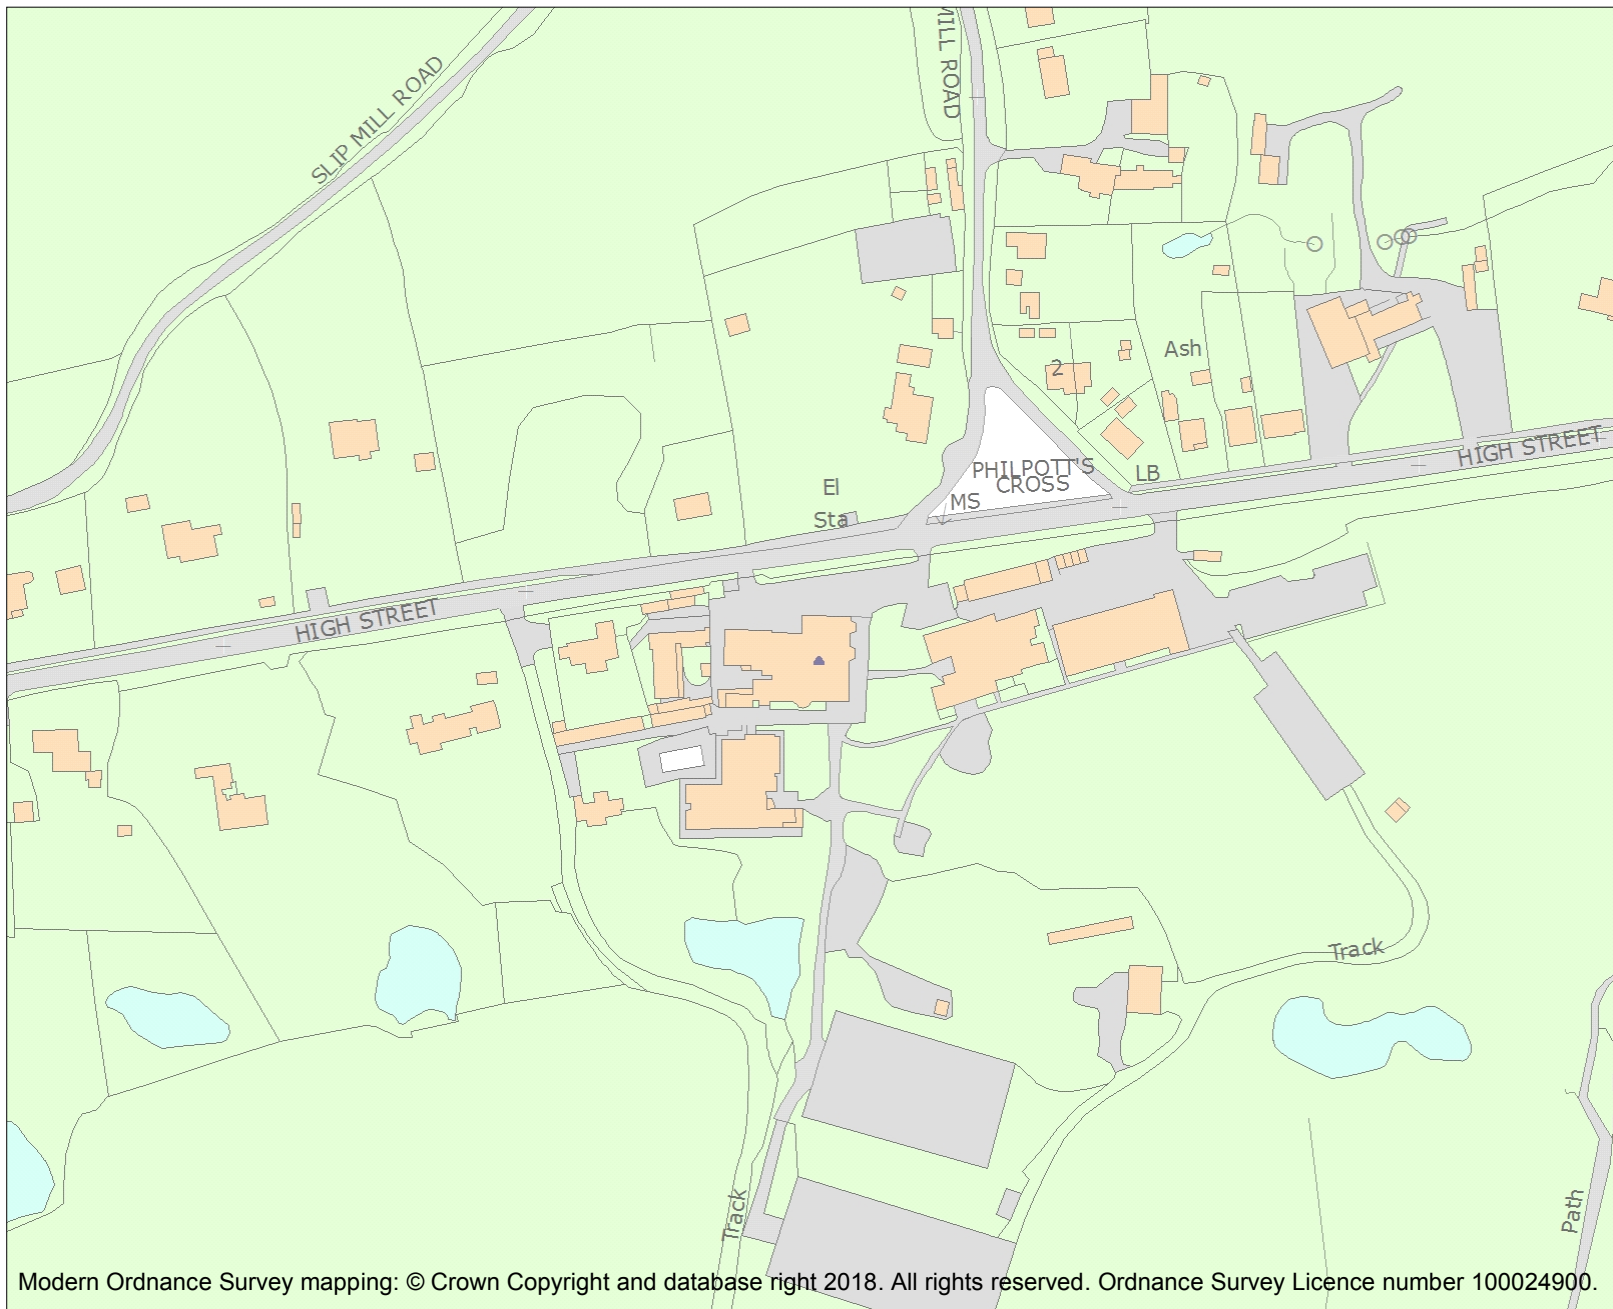 SLIP MILL ROAD
MILL ROAD
Ash
2
HIGH STREET
PHILPOTT'S
CROSS
LB
MS
El
Sta
HIGH STREET
Track
Track
Path
Modern Ordnance Survey mapping: © Crown Copyright and database right 2018. All rights reserved. Ordnance Survey Licence number 100024900.